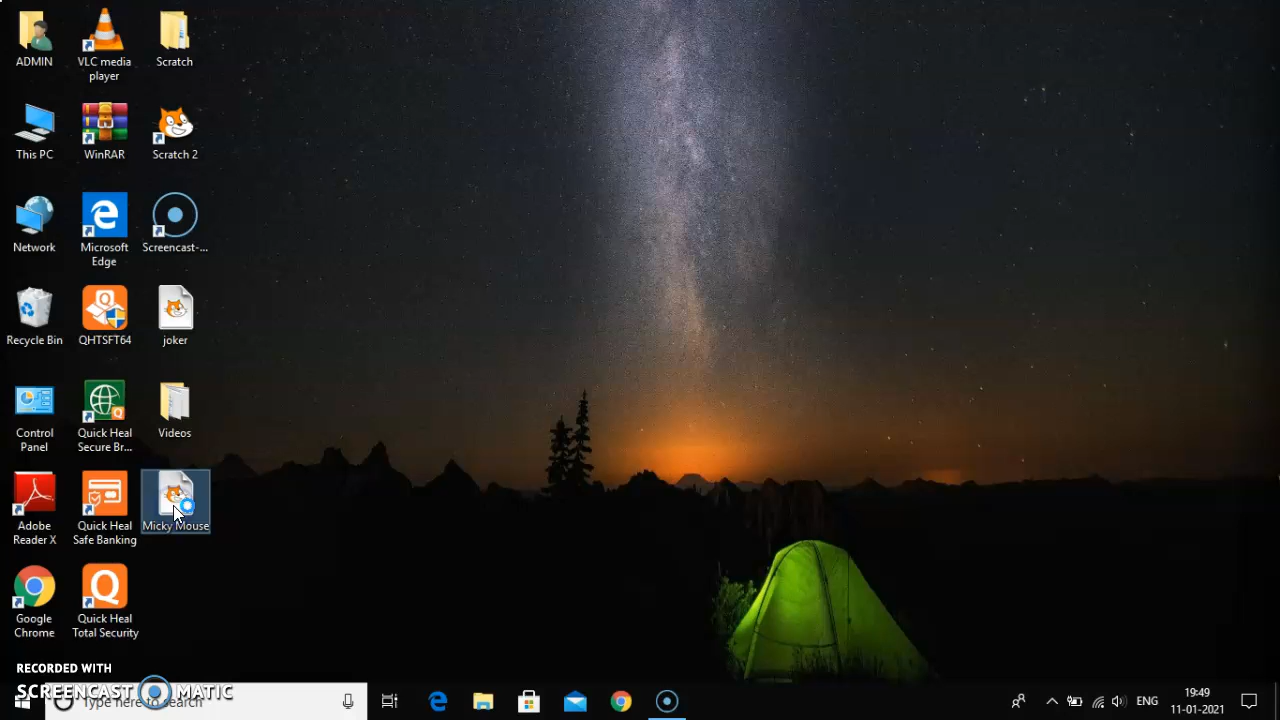 ADMIN
VLC media
player
Scratch
This PC
WinRAR
Scratch 2
Network
Microsoft
Edge
Screencast-...
Recycle Bin
QHTSFT64
joker
Control
Panel
Quick Heal
Secure Br...
Videos
Adobe
Reader X
Quick Heal
Safe Banking
Micky Mouse
Google
Chrome
Quick Heal
Total Security
RECORDED WITH
SCREENCAST MATIC
Type here to search
ENG
19:49
11-01-2021